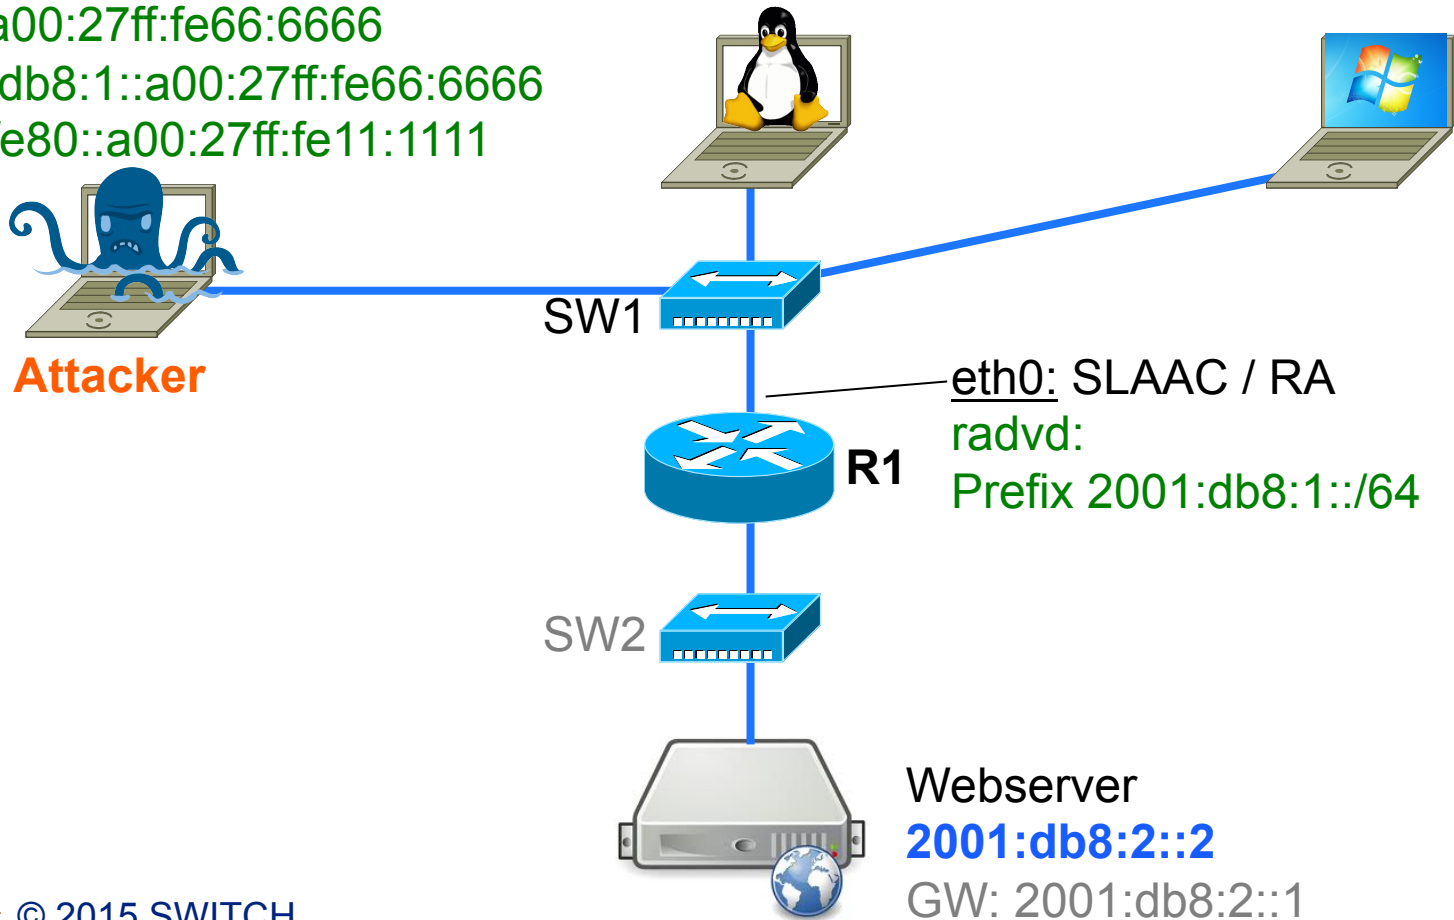 a00:27ff:fe66:6666
db8:1::a00:27ff:fe66:6666
e80::a00:27ff:fe11:1111
SW1
Attacker
eth0: SLAAC / RA
radvd:
Prefix 2001:db8:1::/64
R1
SW2
Webserver
2001:db8:2::2
GW: 2001:db8:2::1
© 2015 SWITCH